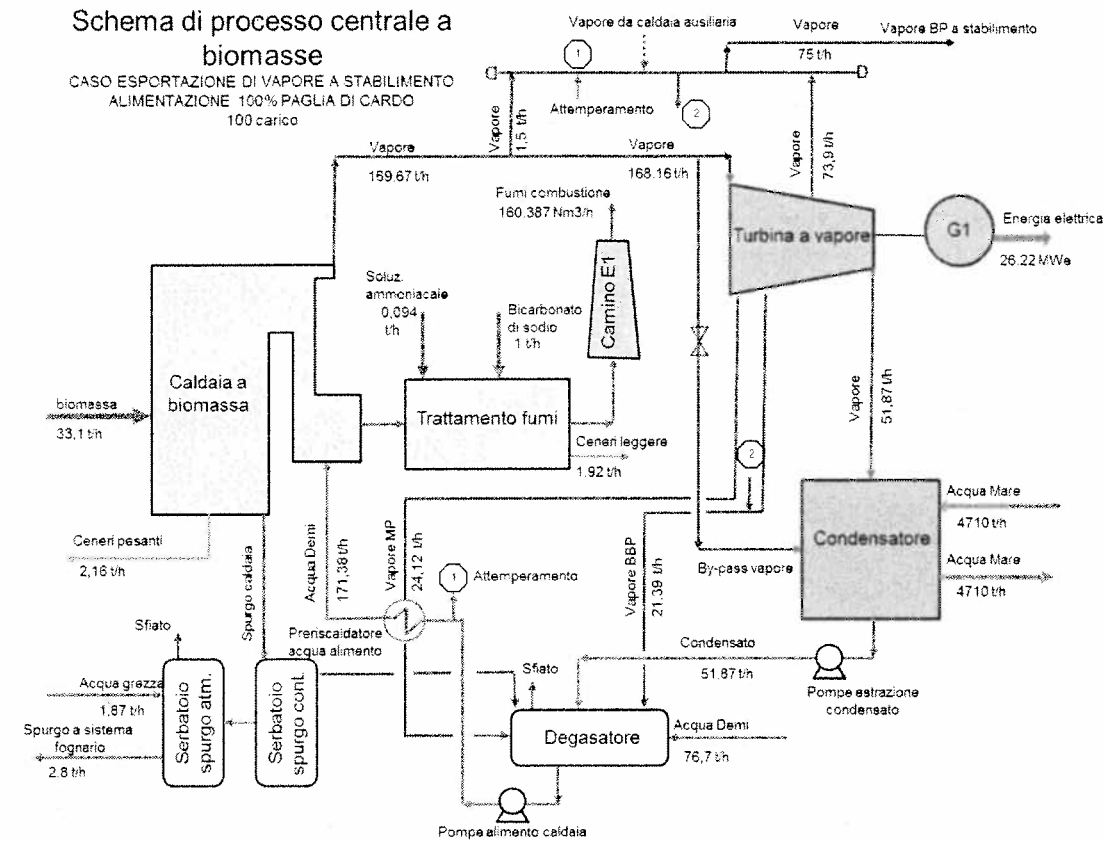 Schema di processo centrale a
biomasse
CASO ESPORTAZIONE DI VAPORE A STABILIMENTO
ALIMENTAZIONE 100% PAGLIA DI CARDO
100 carico
Vapore da caldaia ausiliaria
Vapore
Vapore BP a stabilimento
75 t/h
1
Attemperamento
2
Vapore
1,5 t/h
Vapore
73,9 t/h
Vapore
169.67 t/h
Vapore
168.16 t/h
Fumi combustione
160.387 Nm3/h
Turbina a vapore
G1
Energia elettrica
26.22 MWe
Camino E1
Soluz.
ammoniacale
0,094
t/h
Bicarbonato
di sodio
1 t/h
Caldaia a
biomassa
biomassa
33,1 t/h
Trattamento fumi
Ceneri leggere
1.92 t/h
Vapore
51,87 t/h
2
Ceneri pesanti
2,16 t/h
Spurgo caldaia
Acqua Demi
171,38 t/h
Vapore MP
24,12 t/h
1
Attemperamento
Vapore BBP
21.39 t/h
By-pass vapore
Condensatore
Acqua Mare
4710 t/h
Acqua Mare
4710 t/h
Preriscaldatore
acqua alimento
Sfiato
Acqua grezza
1,87 t/h
Spurgo a sistema
fognario
2.8 t/h
Serbatoio
spurgo atm.
Serbatoio
spurgo cont.
Sfiato
Condensato
51.87 t/h
Pompe estrazione
condensato
Degasatore
Acqua Demi
76,7 t/h
Pompe alimento caldaia